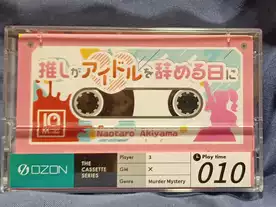 推しがアイドルを辞める日に
Naotaro Akiyama
OZON
THE
CASSETTE
SERIES
Player 3
GM ×
Genre Murder Mystery
Play time
010